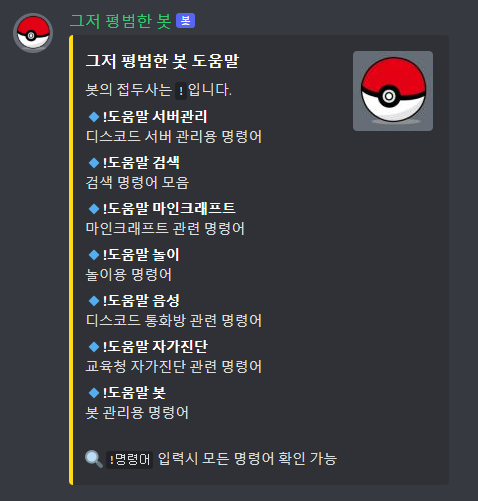 그저 평범한 봇 봇
그저 평범한 봇 도움말
봇의 접두사는 ! 입니다.
!도움말 서버관리
디스코드 서버 관리용 명령어
!도움말 검색
검색 명령어 모음
!도움말 마인크래프트
마인크래프트 관련 명령어
!도움말 놀이
놀이용 명령어
!도움말 음성
디스코드 통화방 관련 명령어
!도움말 자가진단
교육청 자가진단 관련 명령어
!도움말 봇
봇 관리용 명령어
!명령어 입력시 모든 명령어 확인 가능